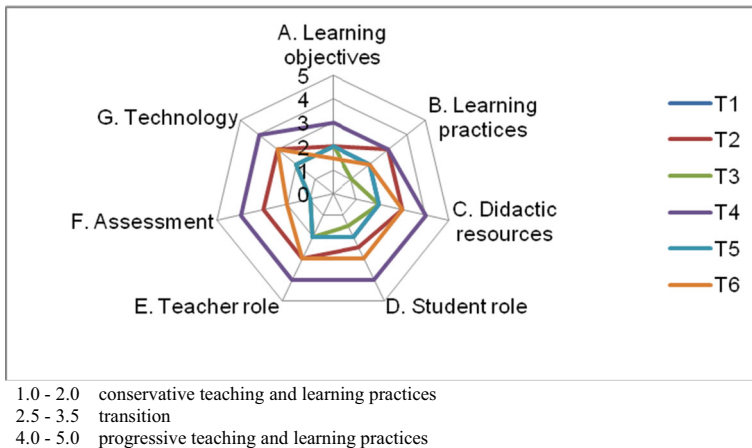 A. Learning
objectives
5
4
3
2
1
0
B. Learning
practices
C. Didactic
resources
D. Student role
E. Teacher role
F. Assessment
G. Technology
T1
T2
T3
T4
T5
T6
1.0 - 2.0 conservative teaching and learning practices
2.5 - 3.5 transition
4.0 - 5.0 progressive teaching and learning practices